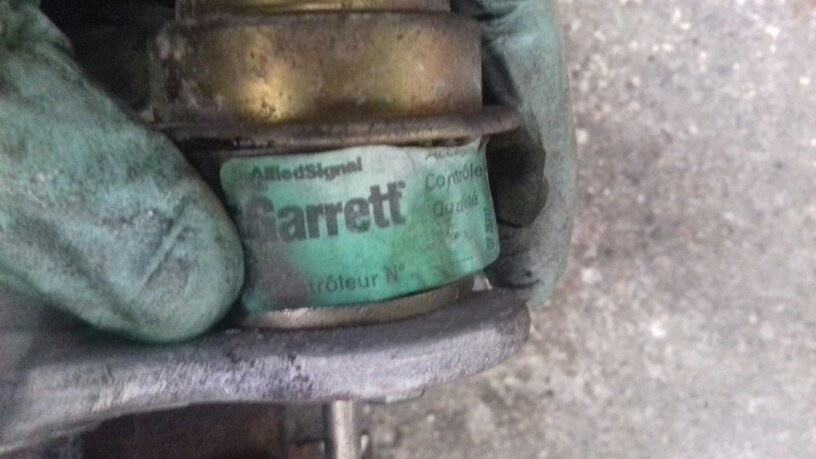 AlliedSignal
Garrett
Contrôle
Qualité
trôleur N°